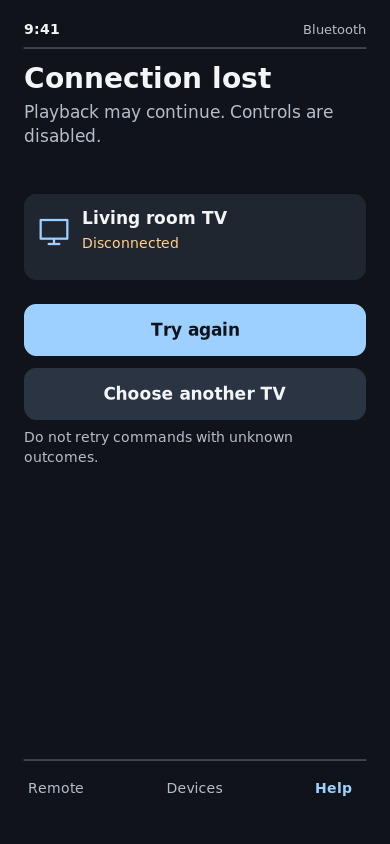 9:41
Bluetooth
Connection lost
Playback may continue. Controls are
disabled.
Living room TV
Disconnected
Try again
Choose another TV
Do not retry commands with unknown
outcomes.
Remote
Devices
Help